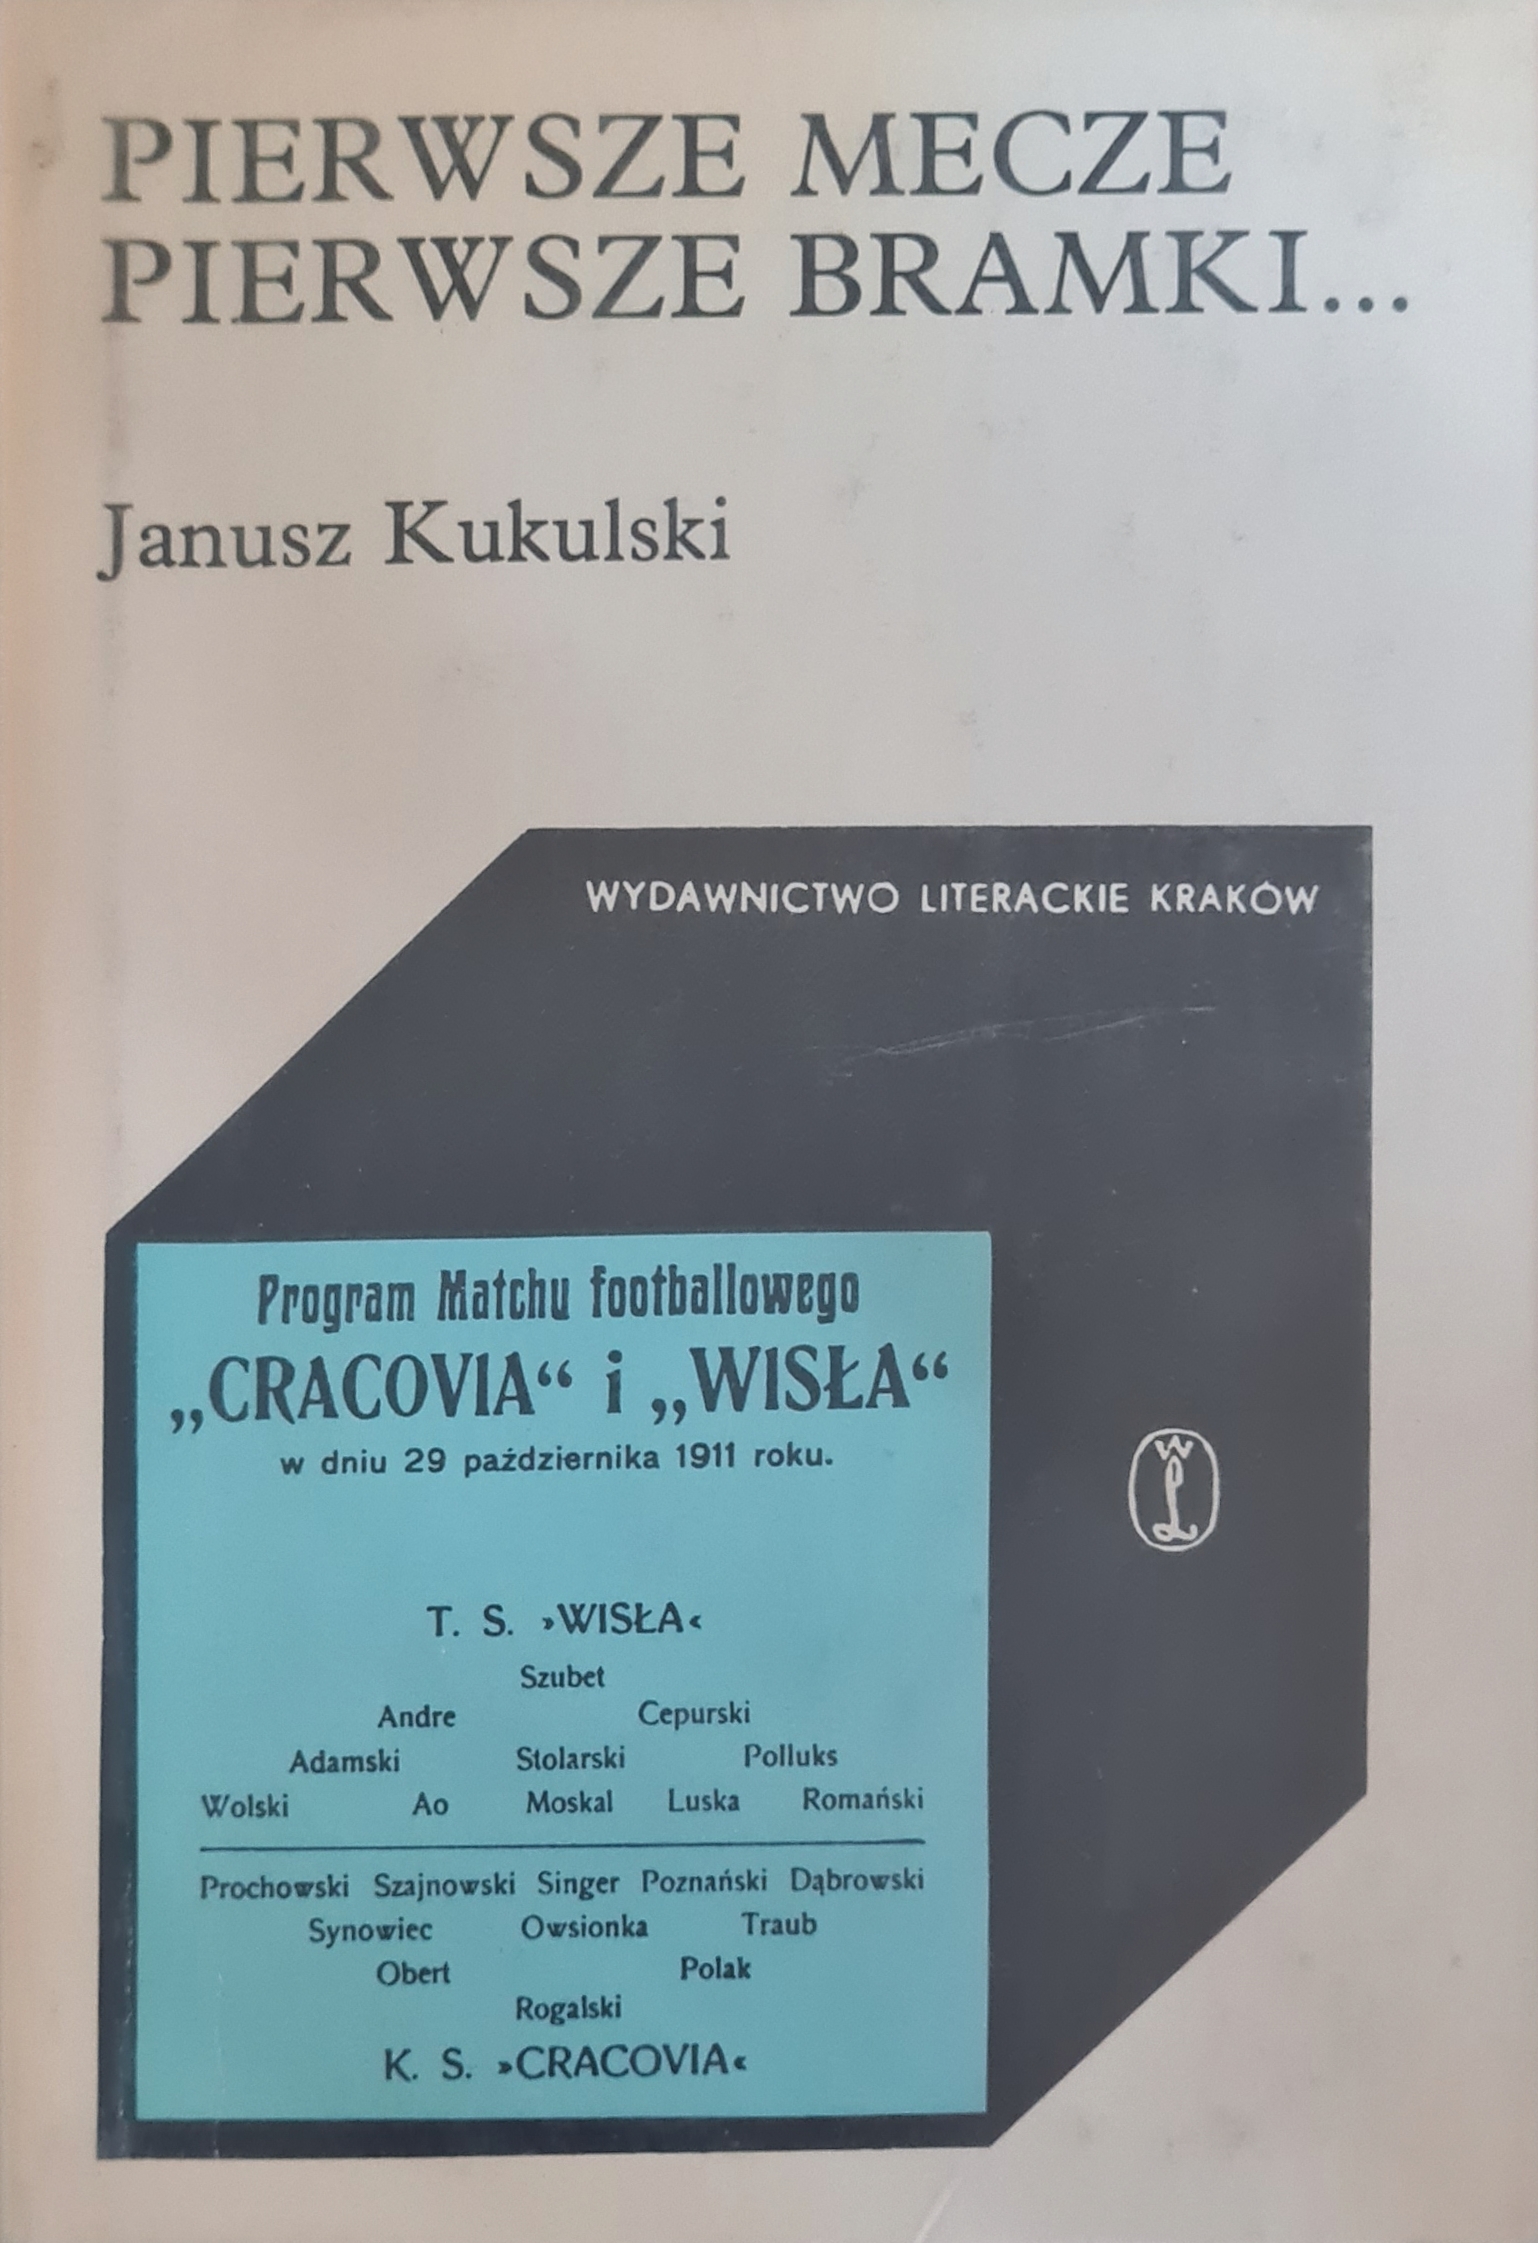 PIERWSZE MECZE
PIERWSZE BRAMKI...
Janusz Kukulski
WYDAWNICTWO LITERACKIE KRAKÓW
Program Matchu footballowego
„CRACOVIA“ i „WISŁA“
w dniu 29 października 1911 roku.
WL
T. S. »WISŁA«
Szubet
Andre Cepurski
Adamski Stolarski Polluks
Wolski Ao Moskal Luska Romański
Prochowski Szajnowski Singer Poznański Dąbrowski
Synowiec Owsionka Traub
Obert Polak
Rogalski
K. S. »CRACOVIA«